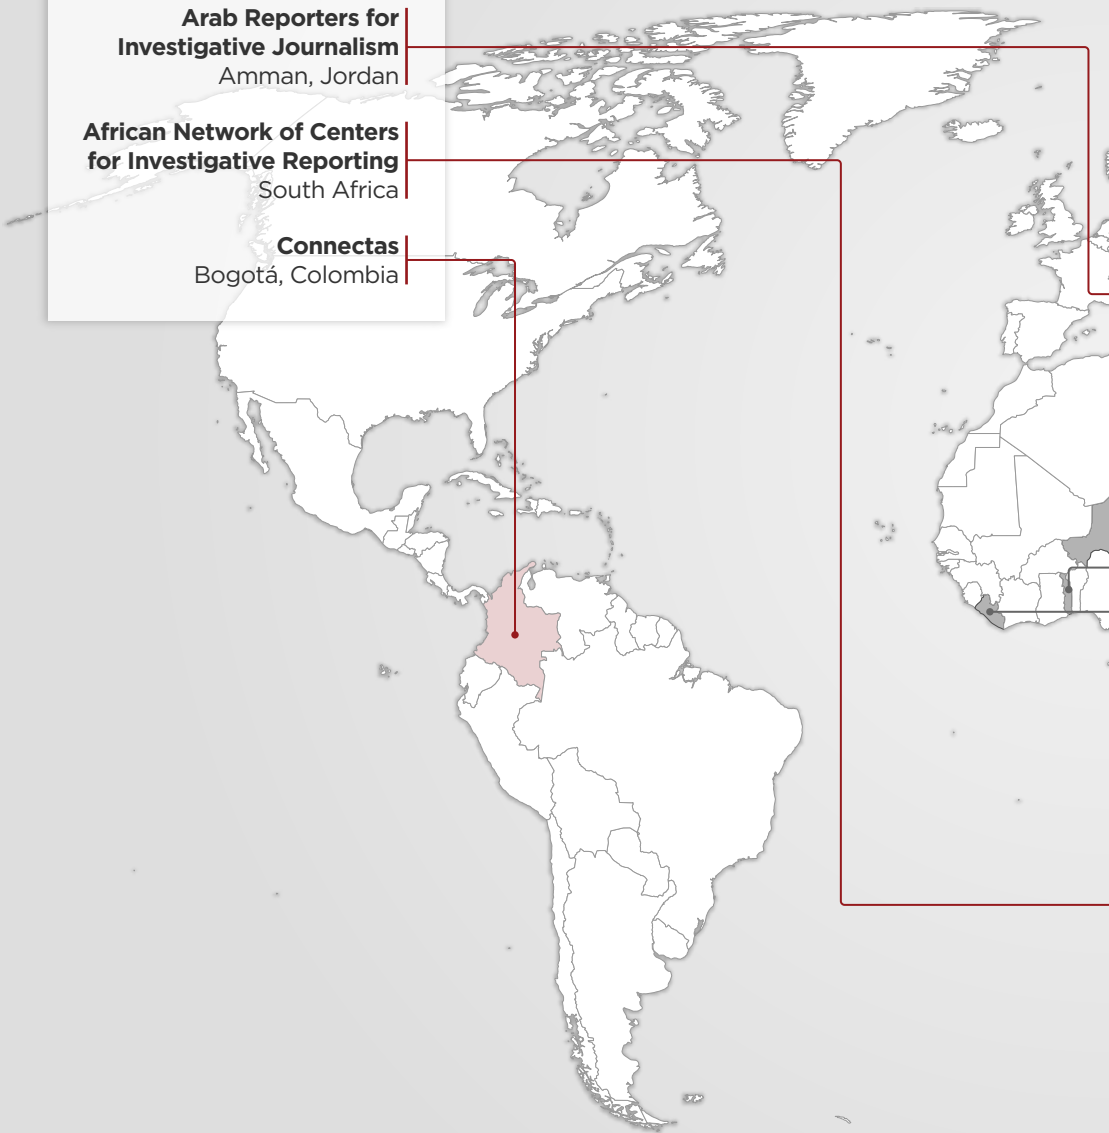 Arab Reporters for
Investigative Journalism
Amman, Jordan
African Network of Centers
for Investigative Reporting
South Africa
Connectas
Bogotá, Colombia